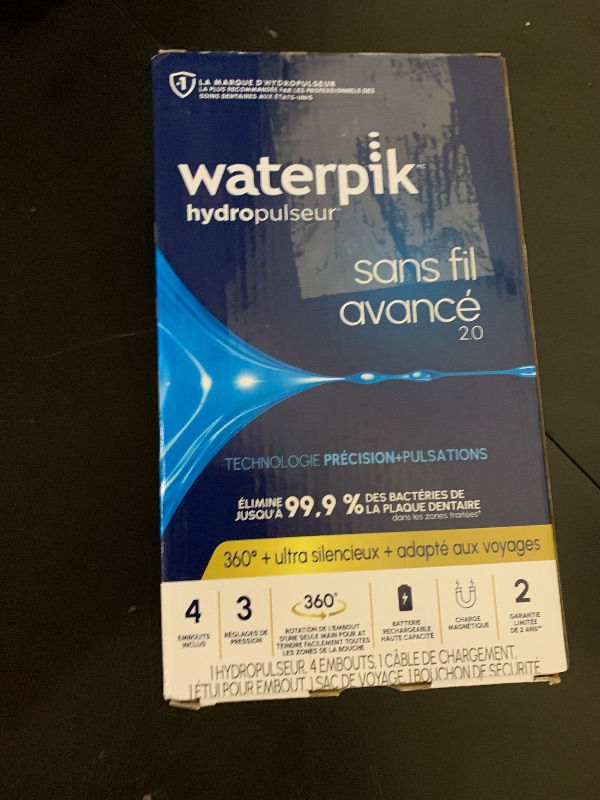 1
LA MARQUE D'HYDROPULSEUR
LA PLUS RECOMMANDÉE PAR LES PROFESSIONNELS DES
SOINS DENTAIRES AUX ÉTATS-UNIS
waterpik MC
hydropulseur
sans fil
avancé
2.0
TECHNOLOGIE PRÉCISION+PULSATIONS
ÉLIMINE
JUSQU'À
99,9 %
DES BACTÉRIES DE
LA PLAQUE DENTAIRE
dans les zones traitées*
360° + ultra silencieux + adapté aux voyages
4
EMBOUTS
INCLUS
3
RÉGLAGES DE
PRESSION
360°
ROTATION DE L'EMBOUT
D'UNE SEULE MAIN POUR AT
TEINDRE FACILEMENT TOUTES
LES ZONES DE LA BOUCHE
BATTERIE
RECHARGEABLE
HAUTE CAPACITÉ
CHARGE
MAGNÉTIQUE
2
GARANTIE
LIMITÉE
DE 2 ANS**
1 HYDROPULSEUR, 4 EMBOUTS, 1 CÂBLE DE CHARGEMENT,
1 ÉTUI POUR EMBOUT, 1 SAC DE VOYAGE, 1 BOUCHON DE SÉCURITÉ